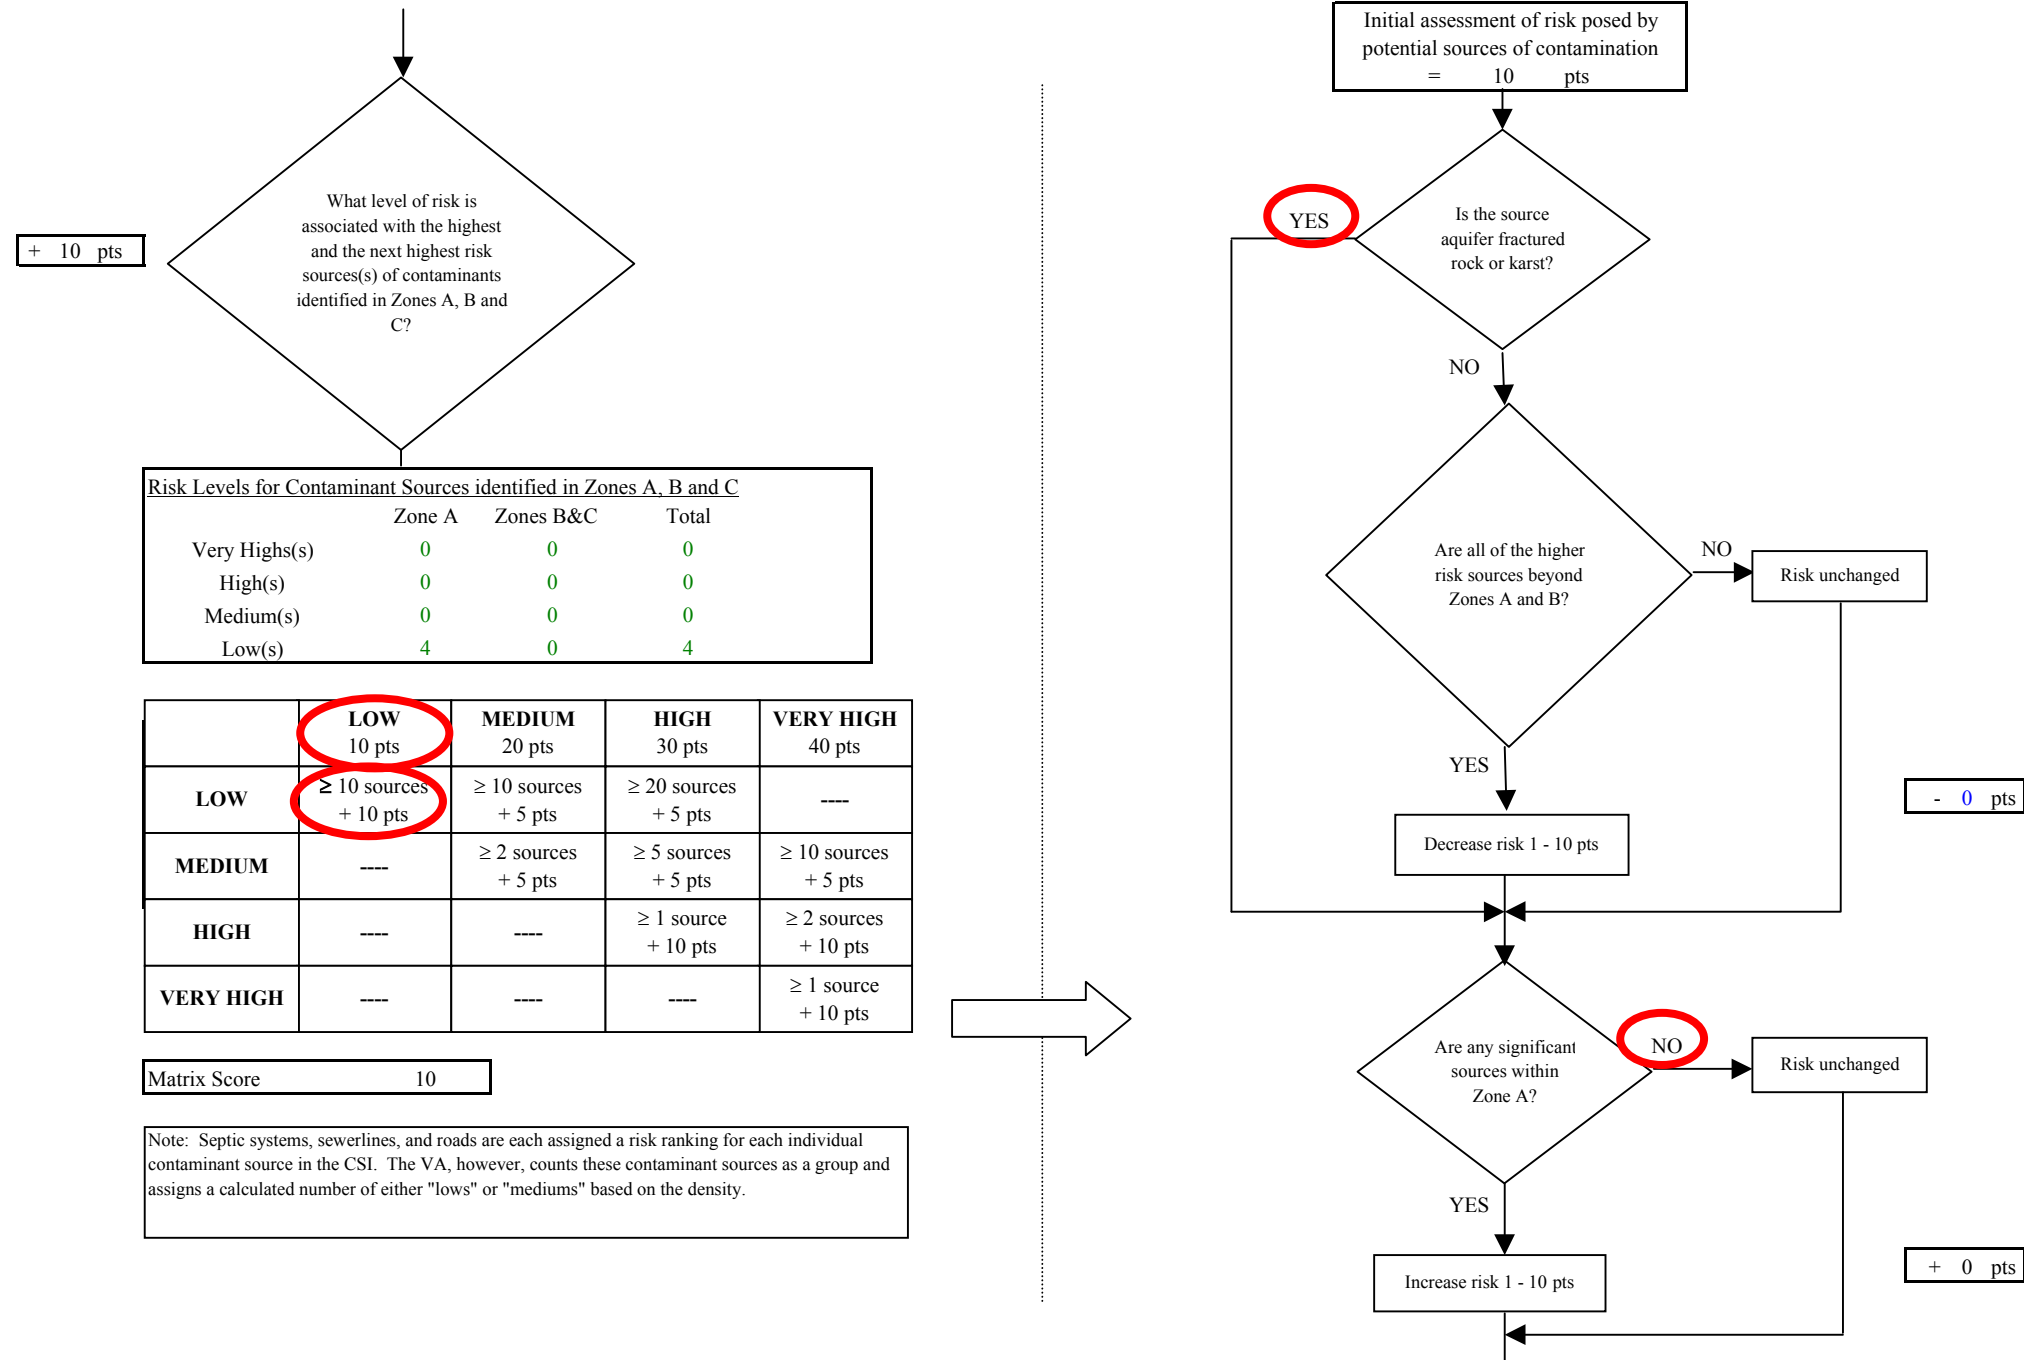 + 10 pts
What level of risk is
associated with the highest
and the next highest risk
sources(s) of contaminants
identified in Zones A, B and
C?
Risk Levels for Contaminant Sources identified in Zones A, B and C
Zone A Zones B&C Total
Very Highs(s) 0 0 0
High(s) 0 0 0
Medium(s) 0 0 0
Low(s) 4 0 4
LOW MEDIUM HIGH VERY HIGH
10 pts 20 pts 30 pts 40 pts
LOW ≥ 10 sources ≥ 10 sources ≥ 20 sources ----
+ 10 pts + 5 pts + 5 pts
MEDIUM ---- ≥ 2 sources ≥ 5 sources ≥ 10 sources
+ 5 pts + 5 pts + 5 pts
HIGH ---- ---- ≥ 1 source ≥ 2 sources
+ 10 pts + 10 pts
VERY HIGH ---- ---- ---- ≥ 1 source
+ 10 pts
Matrix Score 10
Note: Septic systems, sewerlines, and roads are each assigned a risk ranking for each individual
contaminant source in the CSI. The VA, however, counts these contaminant sources as a group and
assigns a calculated number of either "lows" or "mediums" based on the density.
Initial assessment of risk posed by
potential sources of contamination
= 10 pts
YES
Is the source
aquifer fractured
rock or karst?
NO
Are all of the higher
risk sources beyond
Zones A and B?
NO
Risk unchanged
YES
Decrease risk 1 - 10 pts
- 0 pts
Are any significant
sources within
Zone A?
NO
Risk unchanged
YES
Increase risk 1 - 10 pts
+ 0 pts